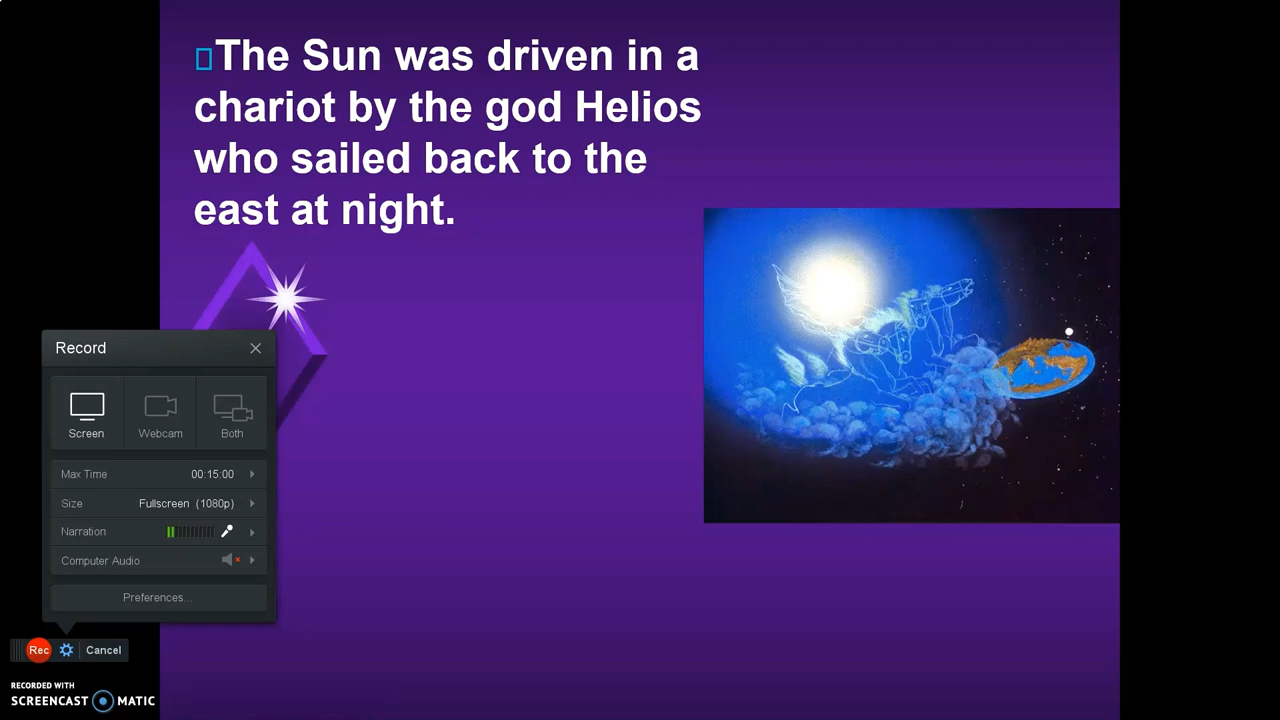 The Sun was driven in a
chariot by the god Helios
who sailed back to the
east at night.
Record
Screen Webcam Both
Max Time 00:15:00
Size Fullscreen (1080p)
Narration
Computer Audio
Preferences...
Rec Cancel
RECORDED WITH
SCREENCAST MATIC